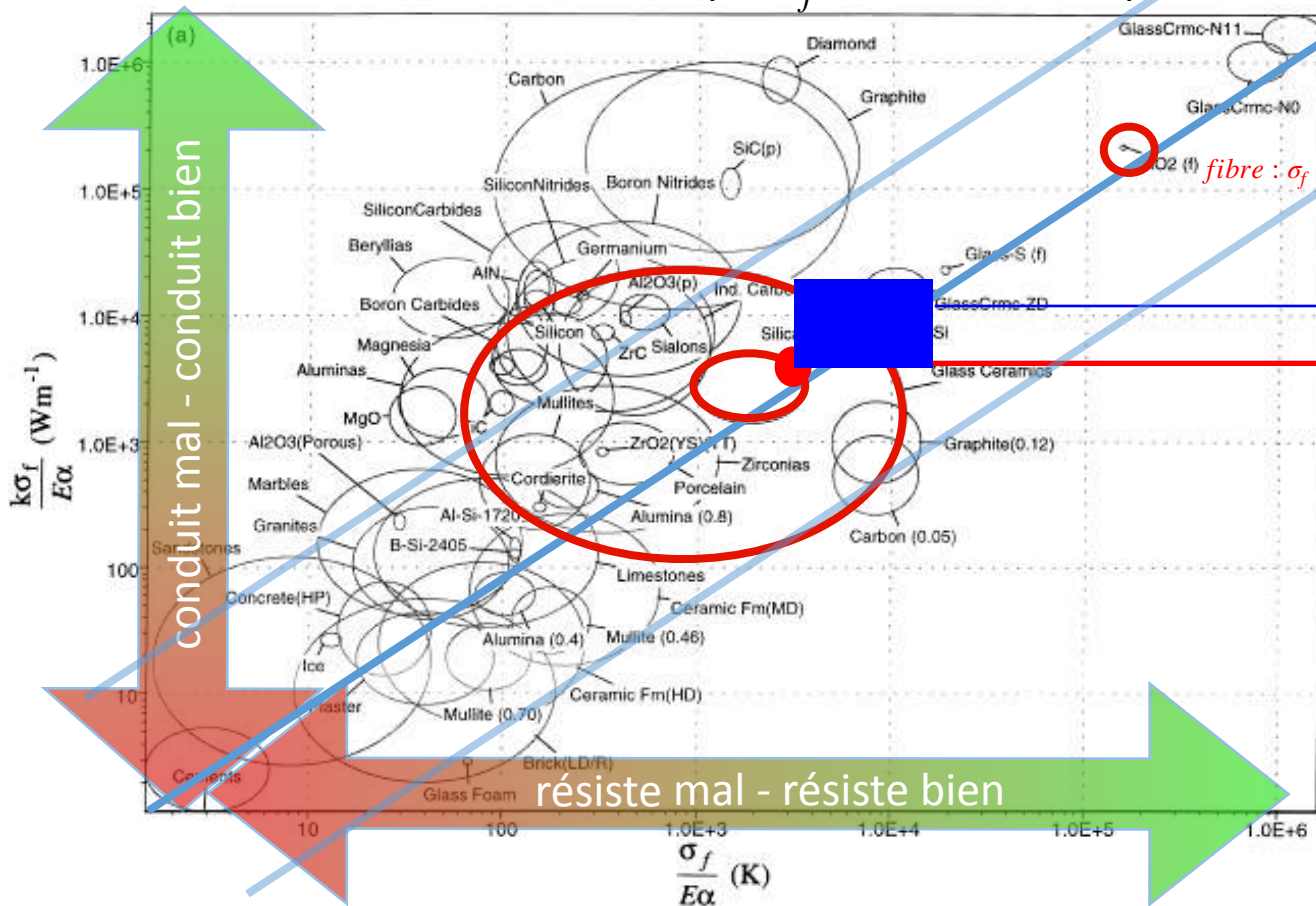 (a)
GlassCrmc-N11
Diamond
1.0E+6
Carbon
Graphite
GlassCrmc-N0
SiC(p)
O2 (f)
fibre : σf
1.0E+5
SiliconNitrides
Boron Nitrides
SiliconCarbides
Beryllias
Germanium
Glass-S (f)
AlN
Al2O3(p)
Ind. Carbo
Boron Carbides
GlassCrmc-ZD
1.0E+4
Silicon
Silica
Si
Magnesia
ZrC
Sialons
Aluminas
Glass Ceramics
MgO
C
Mullites
1.0E+3
Al2O3(Porous)
ZrO2(YS)(TT)
Zirconias
Graphite(0.12)
Marbles
Cordierite
Porcelain
Granites
Al-Si-1720
Alumina (0.8)
Carbon (0.05)
Sandstones
B-Si-2405
100
Limestones
Concrete(HP)
Ceramic Fm(MD)
Alumina (0.4)
Mullite (0.46)
Ice
10
Plaster
Mullite (0.70)
Ceramic Fm(HD)
Cements
Brick(LD/R)
Glass Foam
kσf/Eα (Wm⁻¹)
conduit mal - conduit bien
résiste mal - résiste bien
10 100 1.0E+3 1.0E+4 1.0E+5 1.0E+6
σf/Eα (K)